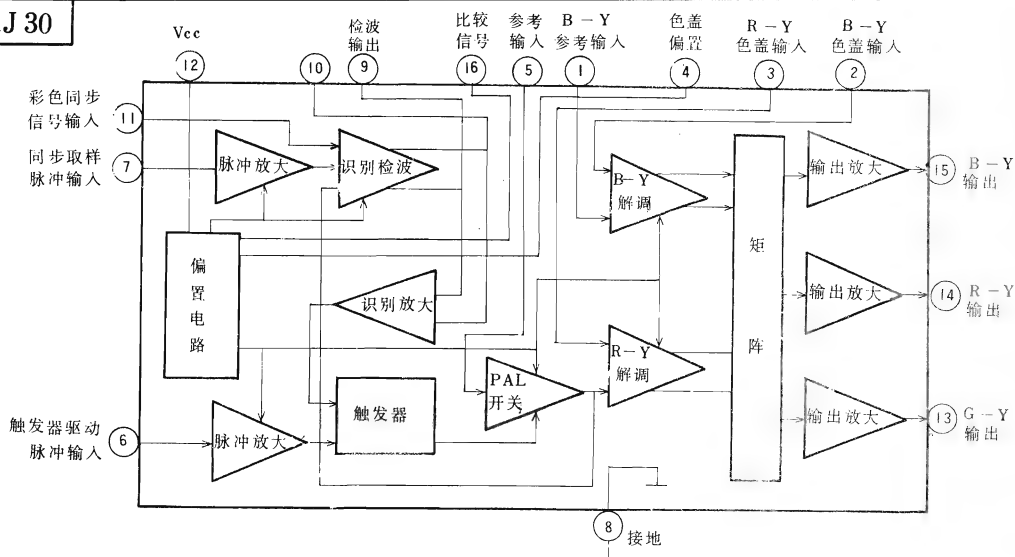 J 30
Vcc
检波
输出
比较
信号
参考
输入
B-Y
参考输入
色盖
偏置
R-Y
色盖输入
B-Y
色盖输入
12
10
9
16
5
1
4
3
2
彩色同步
信号输入
11
同步取样
脉冲输入
7
脉冲放大
识别检波
B-Y
解调
输出放大
15
B-Y
输出
偏
置
电
路
识别放大
矩
阵
输出放大
14
R-Y
输出
R-Y
解调
PAL
开关
触发器
触发器驱动
脉冲输入
6
脉冲放大
输出放大
13
G-Y
输出
8
接地